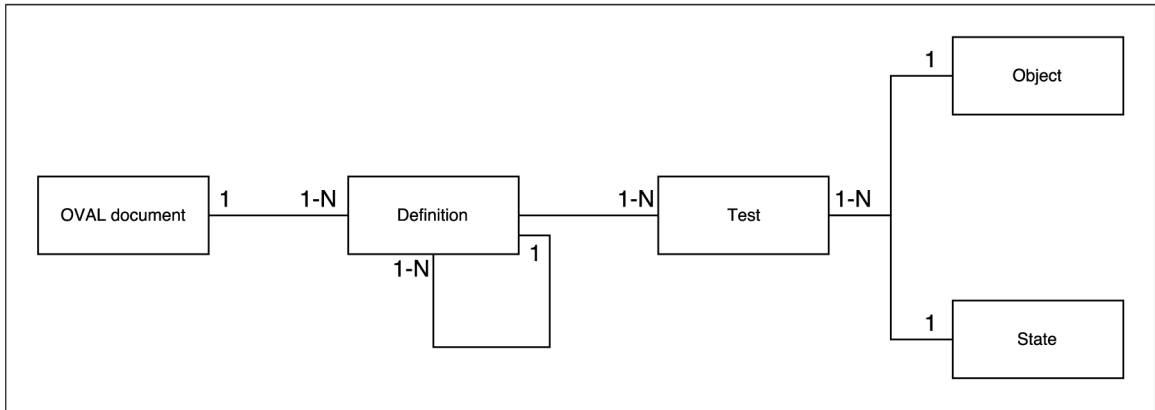 1
Object
1
1-N
1-N
1-N
OVAL document
Definition
Test
1
1-N
1
State